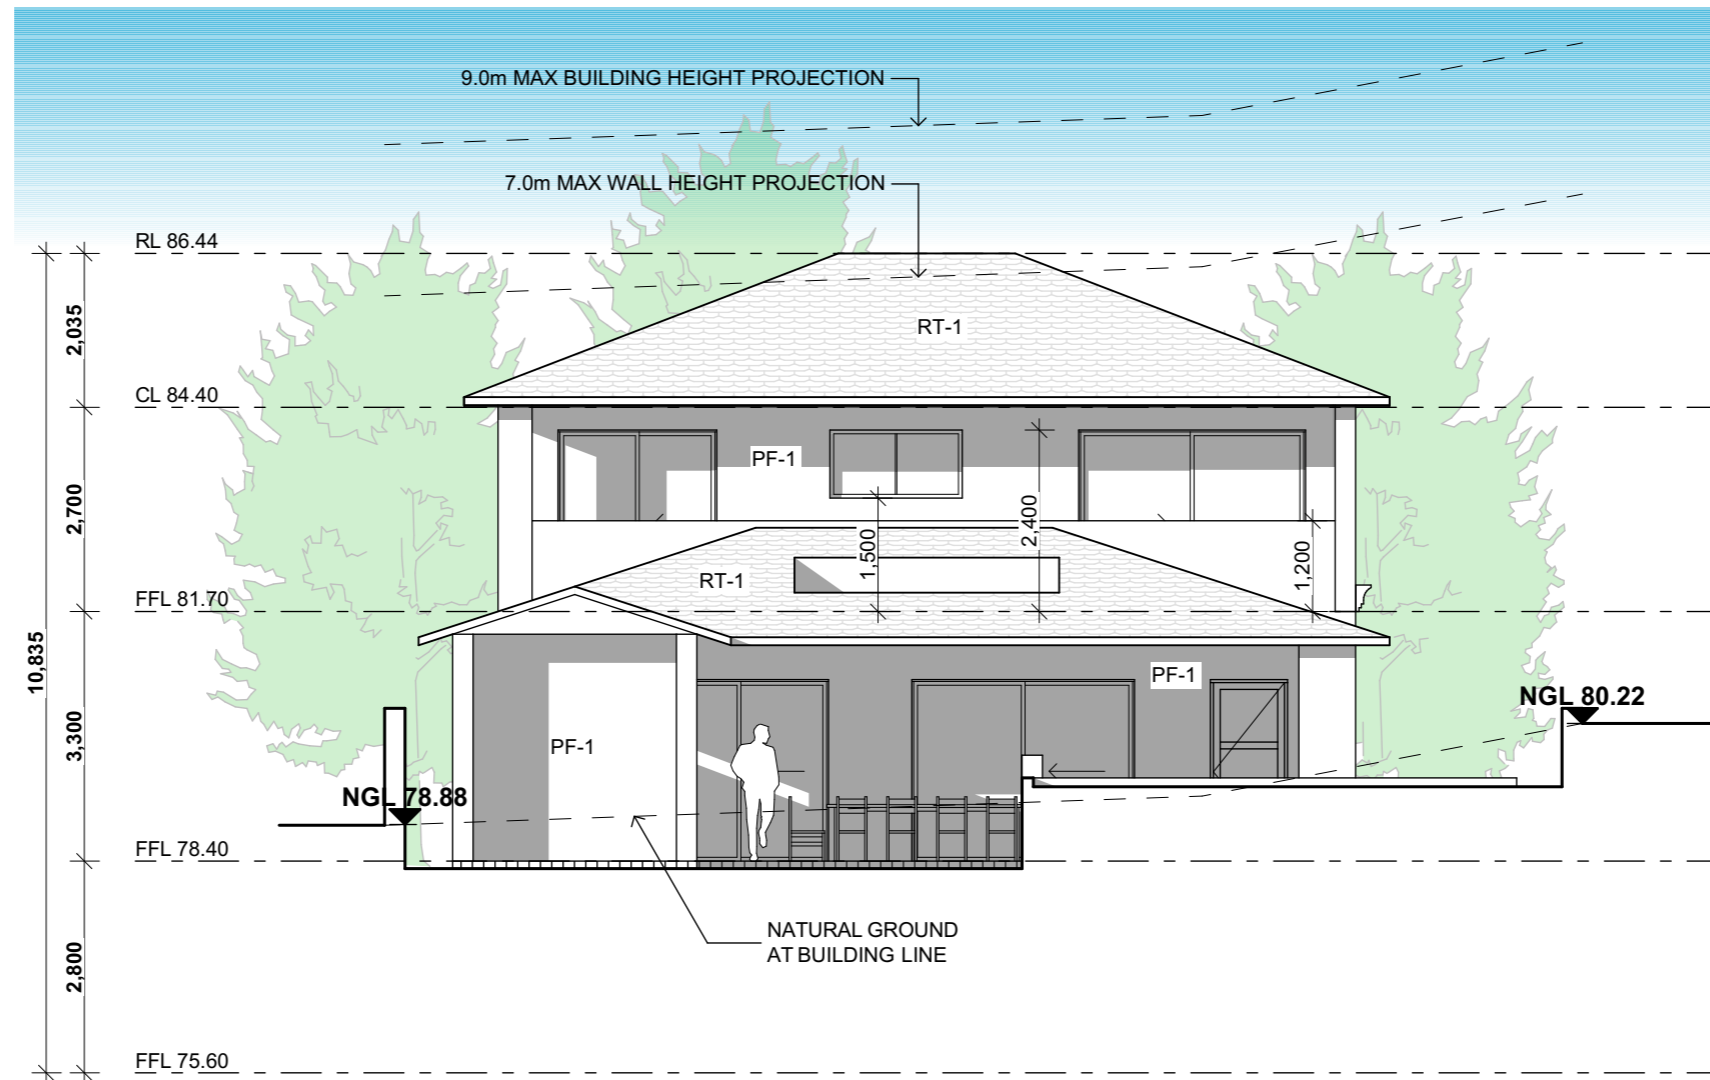 9.0m MAX BUILDING HEIGHT PROJECTION
7.0m MAX WALL HEIGHT PROJECTION
RL 86.44
2,035
RT-1
CL 84.40
PF-1
2,700
1,500
2,400
1,200
RT-1
FFL 81.70
10,835
3,300
PF-1
NGL 80.22
PF-1
NGL 78.88
FFL 78.40
NATURAL GROUND
AT BUILDING LINE
2,800
FFL 75.60